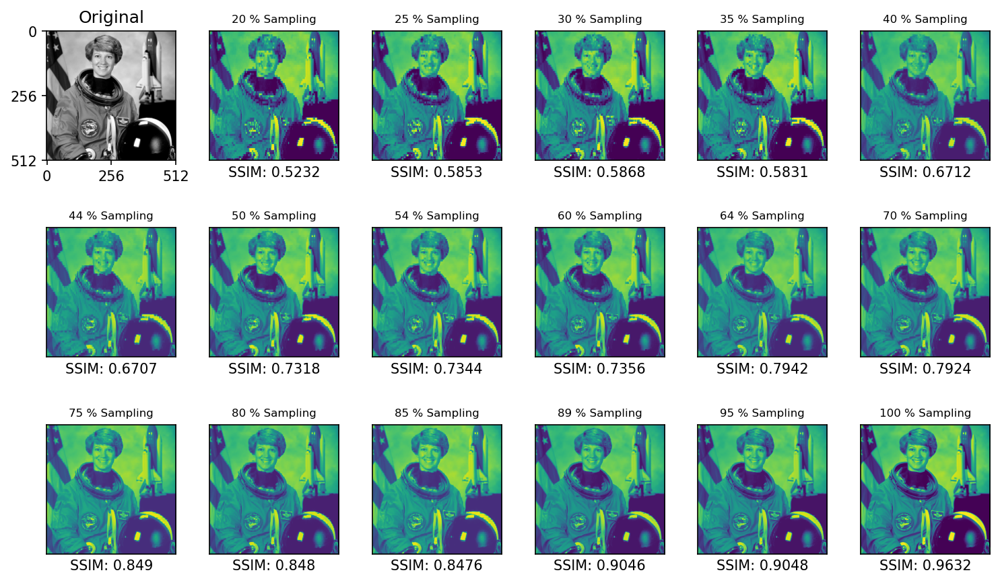 Original
20 % Sampling
25 % Sampling
30 % Sampling
35 % Sampling
40 % Sampling
0
256
512
0
256
512
SSIM: 0.5232
SSIM: 0.5853
SSIM: 0.5868
SSIM: 0.5831
SSIM: 0.6712
44 % Sampling
50 % Sampling
54 % Sampling
60 % Sampling
64 % Sampling
70 % Sampling
SSIM: 0.6707
SSIM: 0.7318
SSIM: 0.7344
SSIM: 0.7356
SSIM: 0.7942
SSIM: 0.7924
75 % Sampling
80 % Sampling
85 % Sampling
89 % Sampling
95 % Sampling
100 % Sampling
SSIM: 0.849
SSIM: 0.848
SSIM: 0.8476
SSIM: 0.9046
SSIM: 0.9048
SSIM: 0.9632